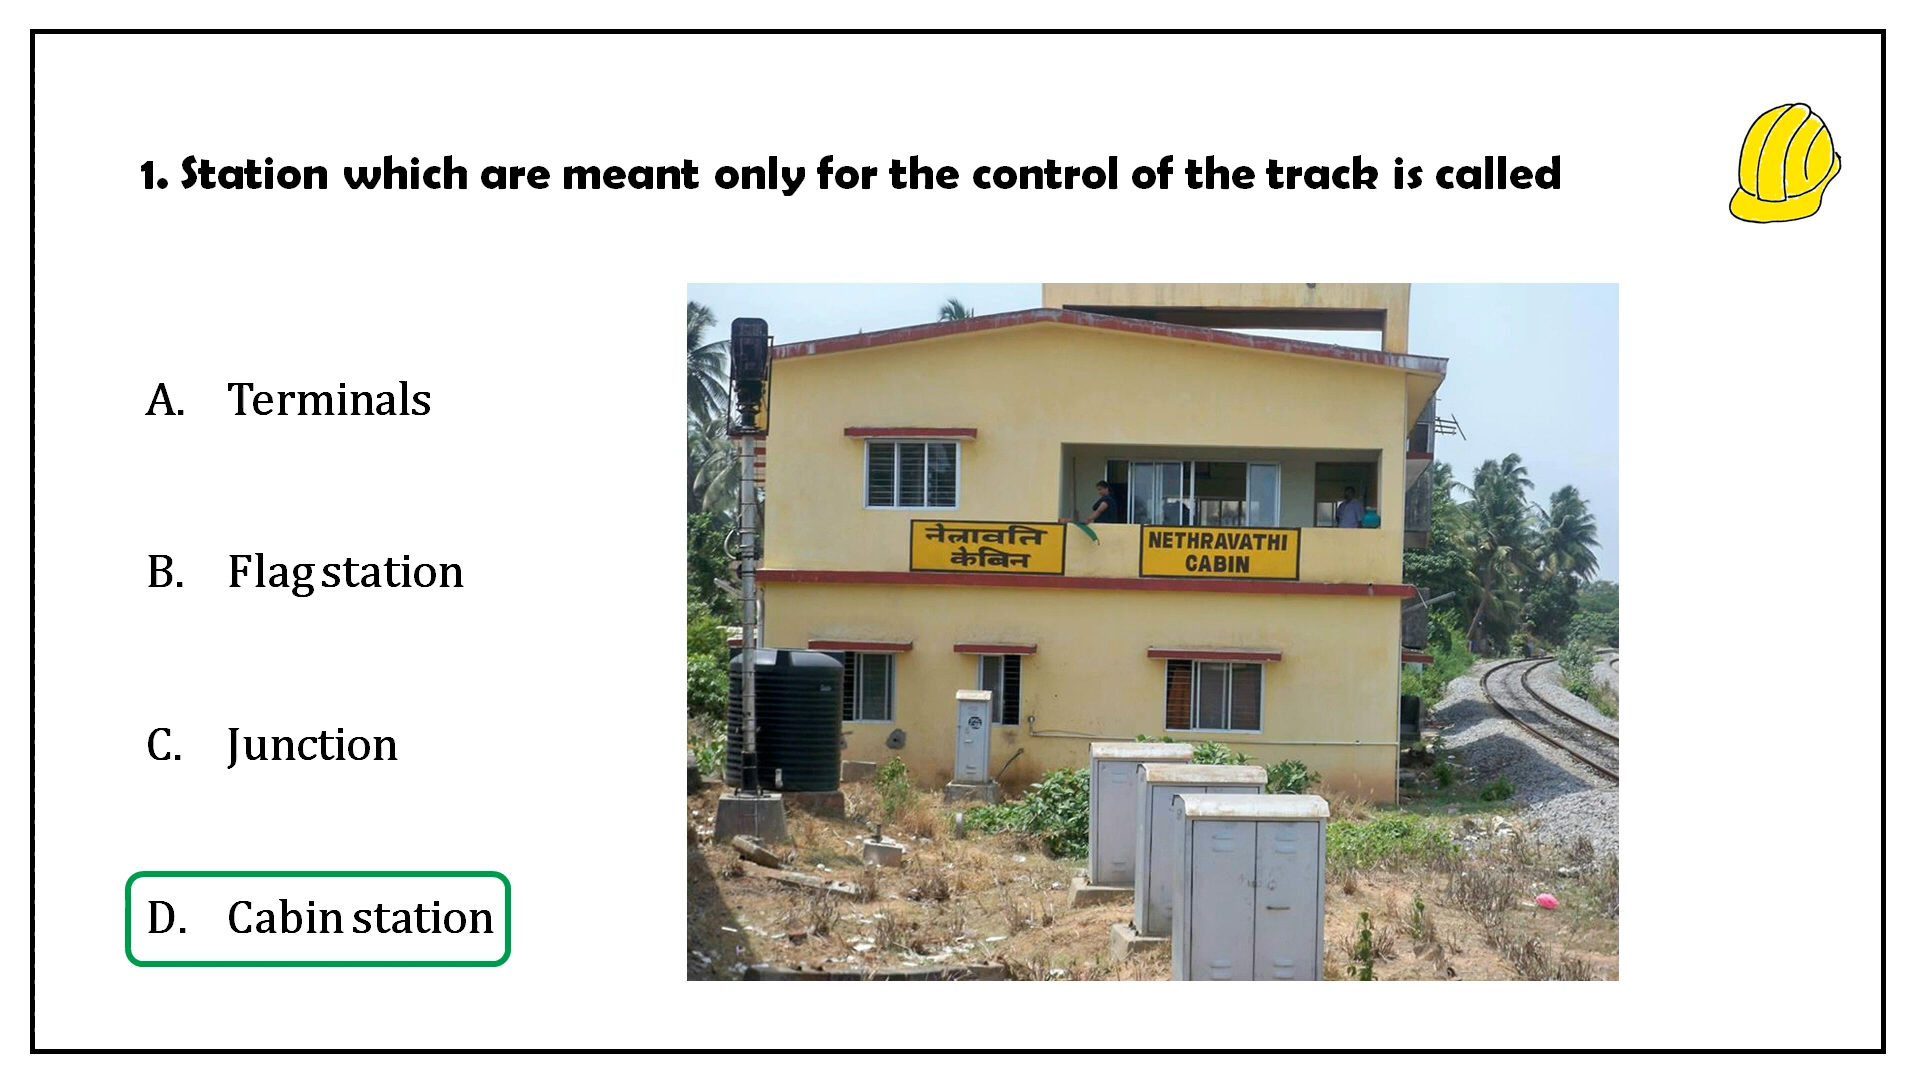 1. Station which are meant only for the control of the track is called
A. Terminals
B. Flag station
C. Junction
D. Cabin station
नेत्रावति
केबिन
NETHRAVATHI
CABIN